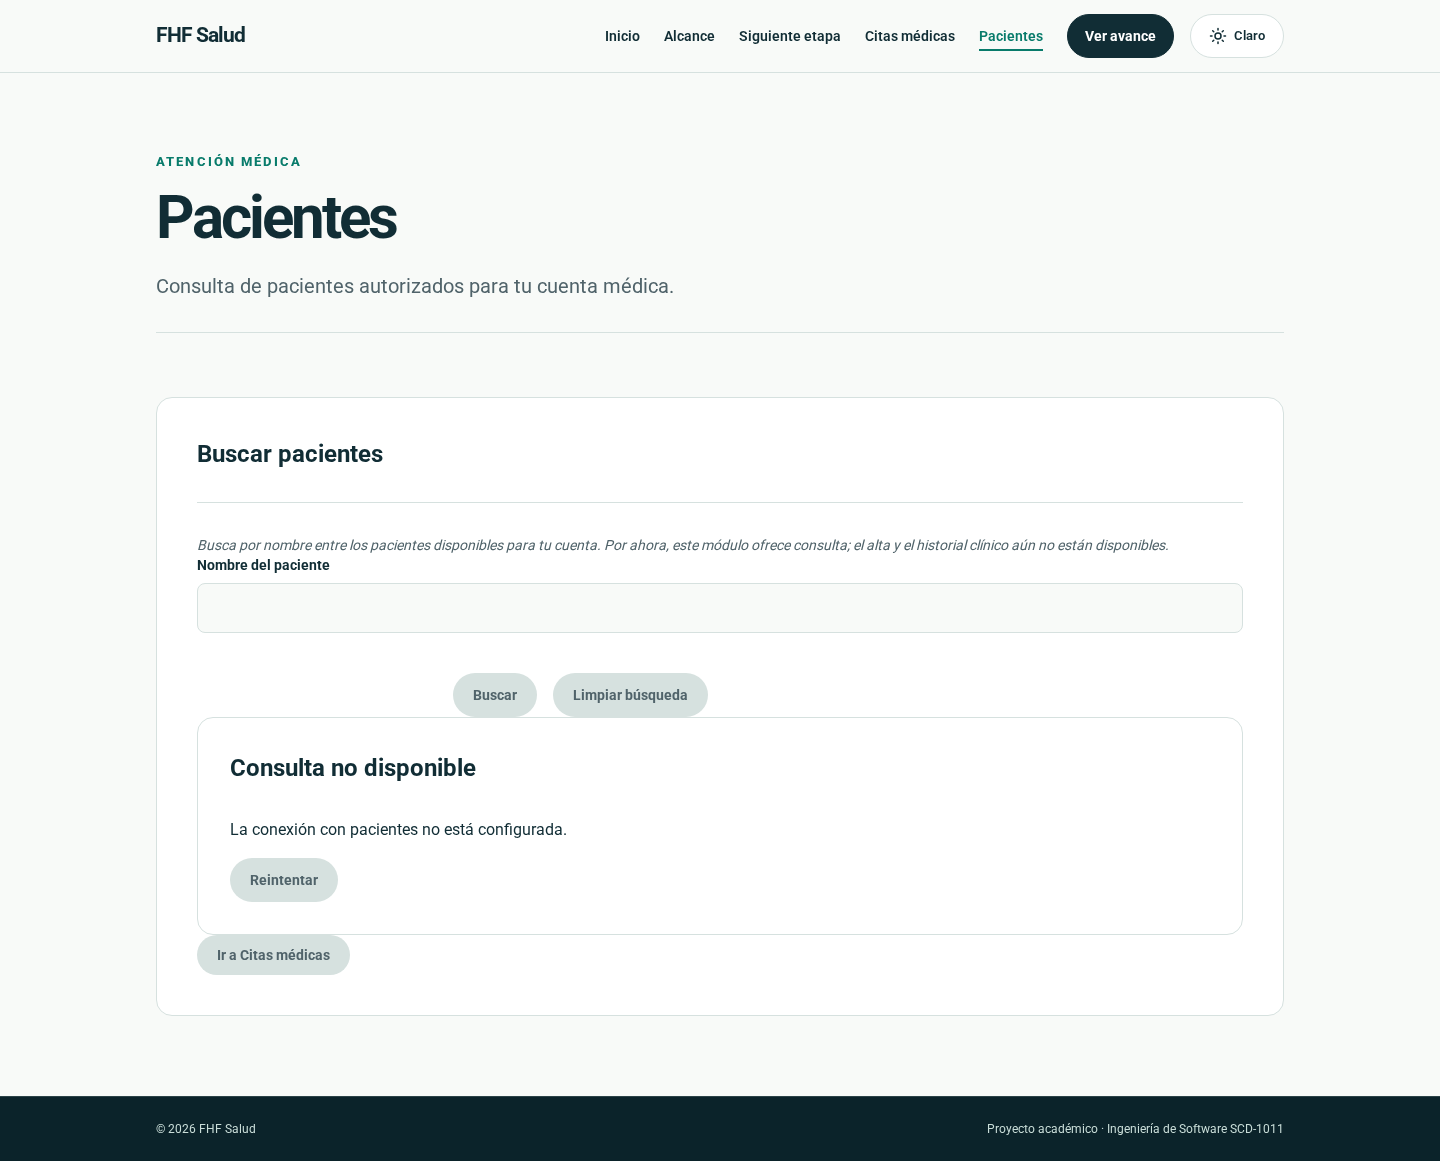 FHF Salud
Inicio
Alcance
Siguiente etapa
Citas médicas
Pacientes
Ver avance
Claro
ATENCIÓN MÉDICA
Pacientes
Consulta de pacientes autorizados para tu cuenta médica.
Buscar pacientes
Busca por nombre entre los pacientes disponibles para tu cuenta. Por ahora, este módulo ofrece consulta; el alta y el historial clínico aún no están disponibles.
Nombre del paciente
Buscar
Limpiar búsqueda
Consulta no disponible
La conexión con pacientes no está configurada.
Reintentar
Ir a Citas médicas
© 2026 FHF Salud
Proyecto académico · Ingeniería de Software SCD-1011